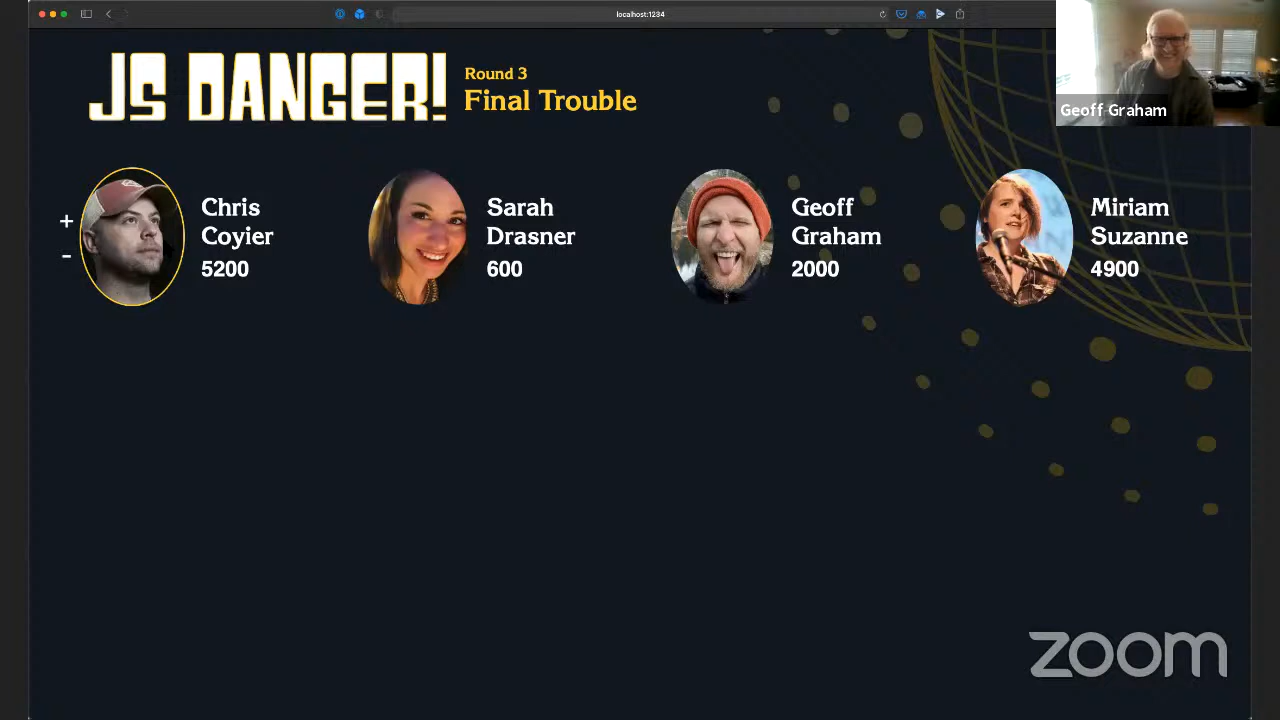 localhost:1234
JS DANGER!
Round 3
Final Trouble
Geoff Graham
+
-
Chris
Coyier
5200
Sarah
Drasner
600
Geoff
Graham
2000
Miriam
Suzanne
4900
zoom